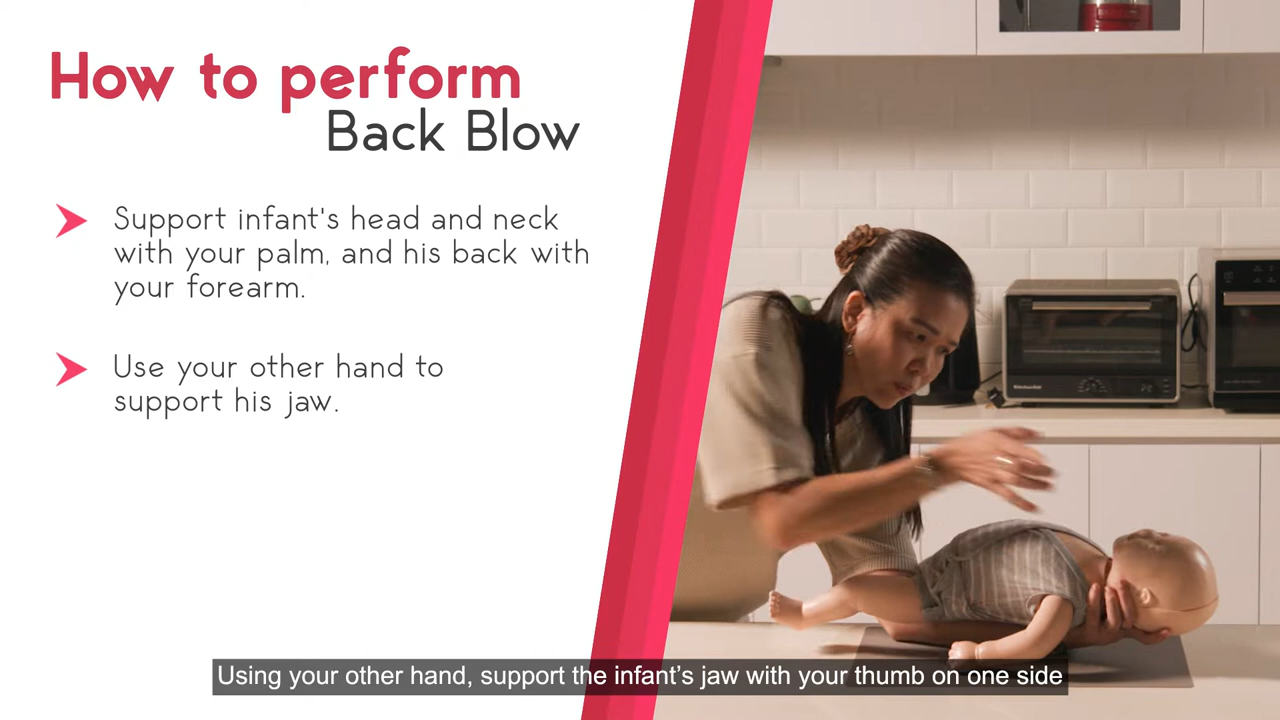 How to perform
Back Blow
Support infant's head and neck
with your palm, and his back with
your forearm.
Use your other hand to
support his jaw.
KitchenAid
Using your other hand, support the infant’s jaw with your thumb on one side